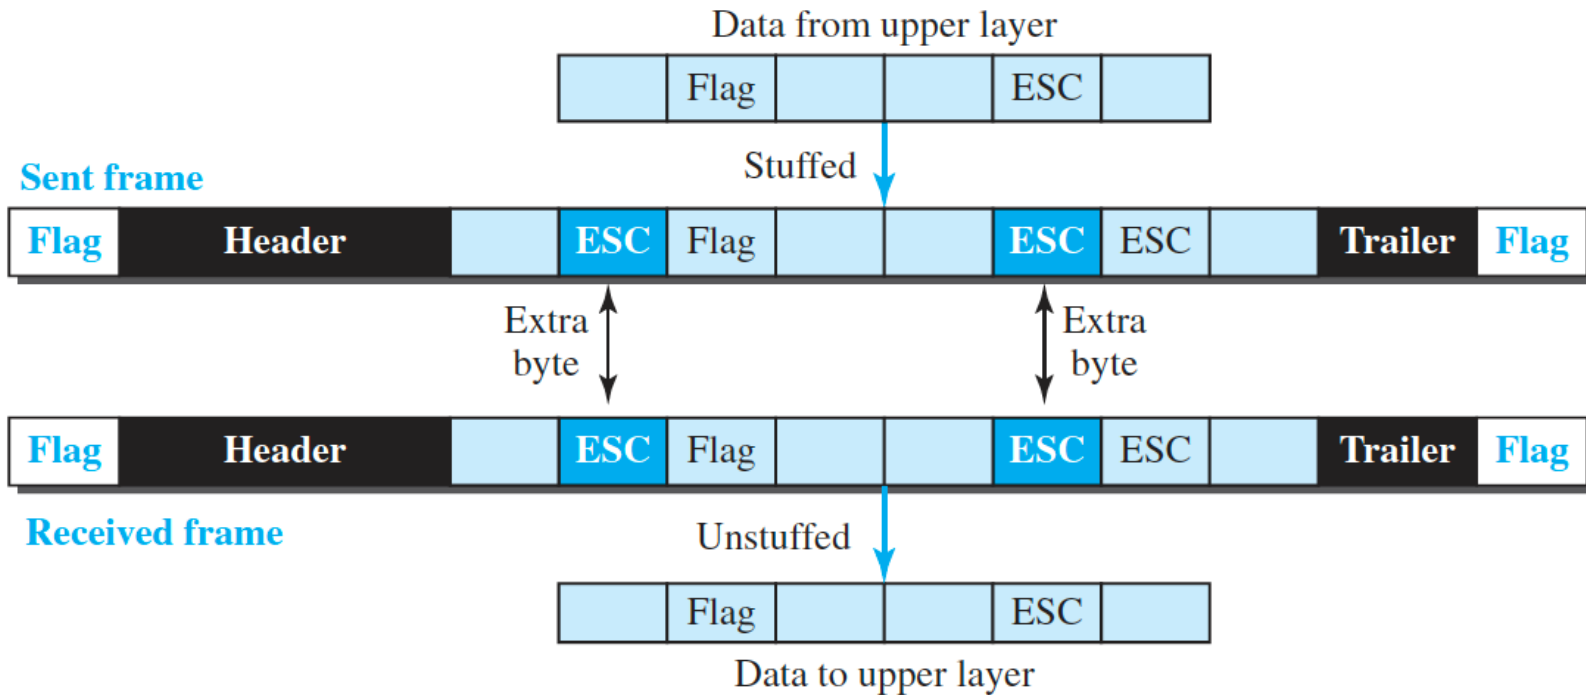 Data from upper layer
Flag ESC
Stuffed
Sent frame
Flag Header ESC Flag ESC ESC Trailer Flag
Extra byte
Extra byte
Flag Header ESC Flag ESC ESC Trailer Flag
Received frame
Unstuffed
Flag ESC
Data to upper layer